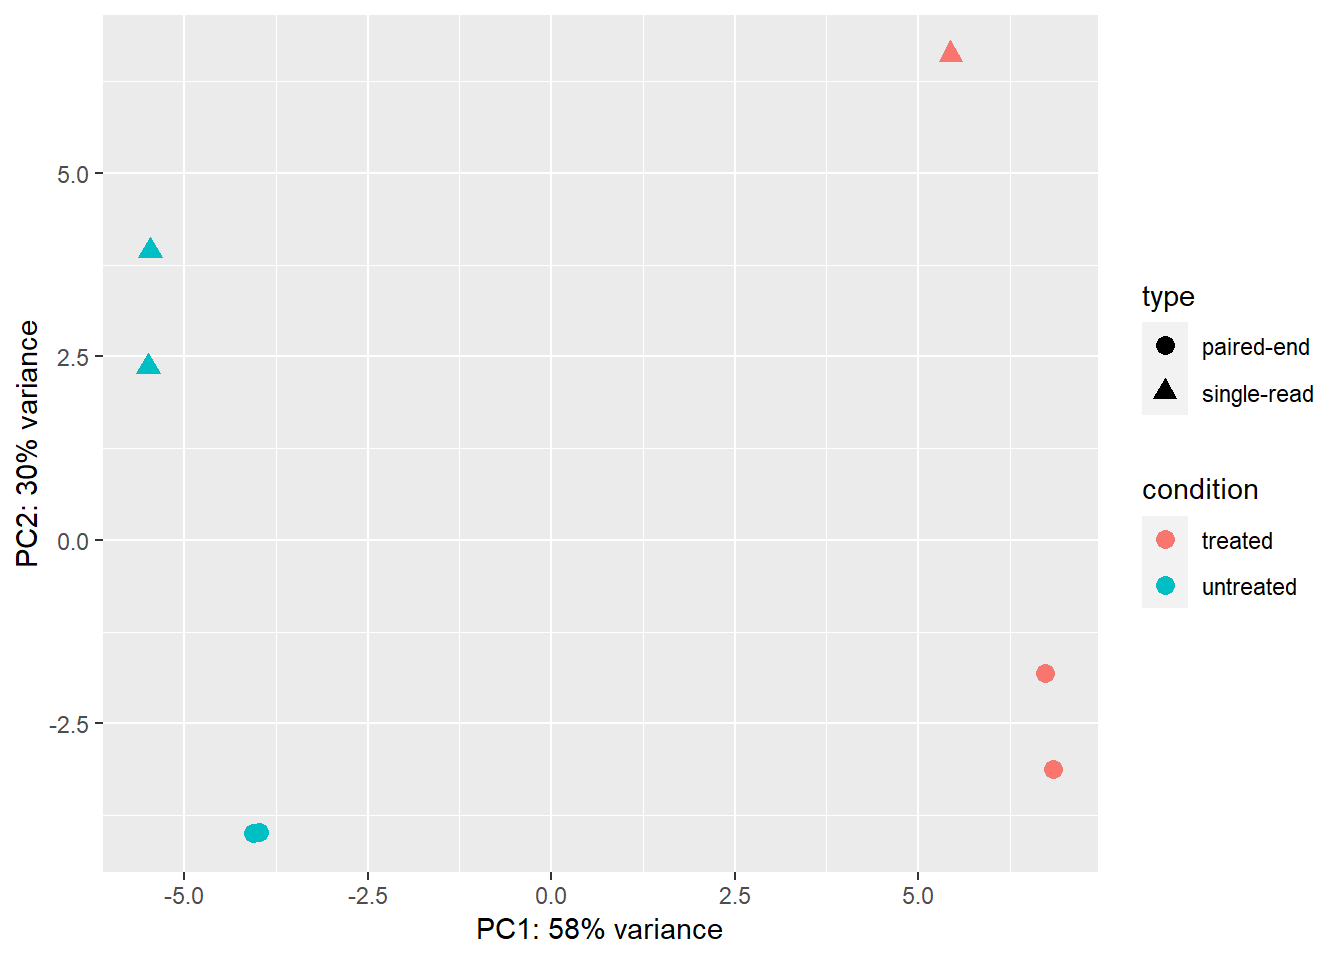 5.0
2.5
0.0
-2.5
PC2: 30% variance
-5.0
-2.5
0.0
2.5
5.0
PC1: 58% variance
type
paired-end
single-read
condition
treated
untreated